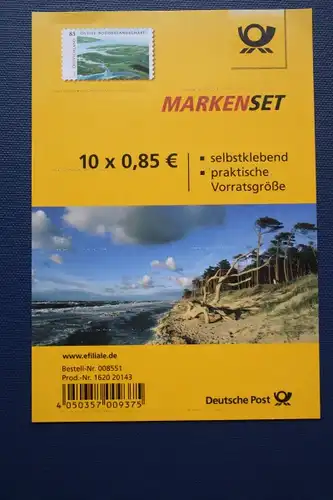 85
DEUTSCHLAND
MARKENSET
10 x 0,85 €
selbstklebend
praktische
Vorratsgröße
www.efiliale.de
Bestell-Nr. 008551
Prod.-Nr. 1620 20143
4 050357 009375
Deutsche Post